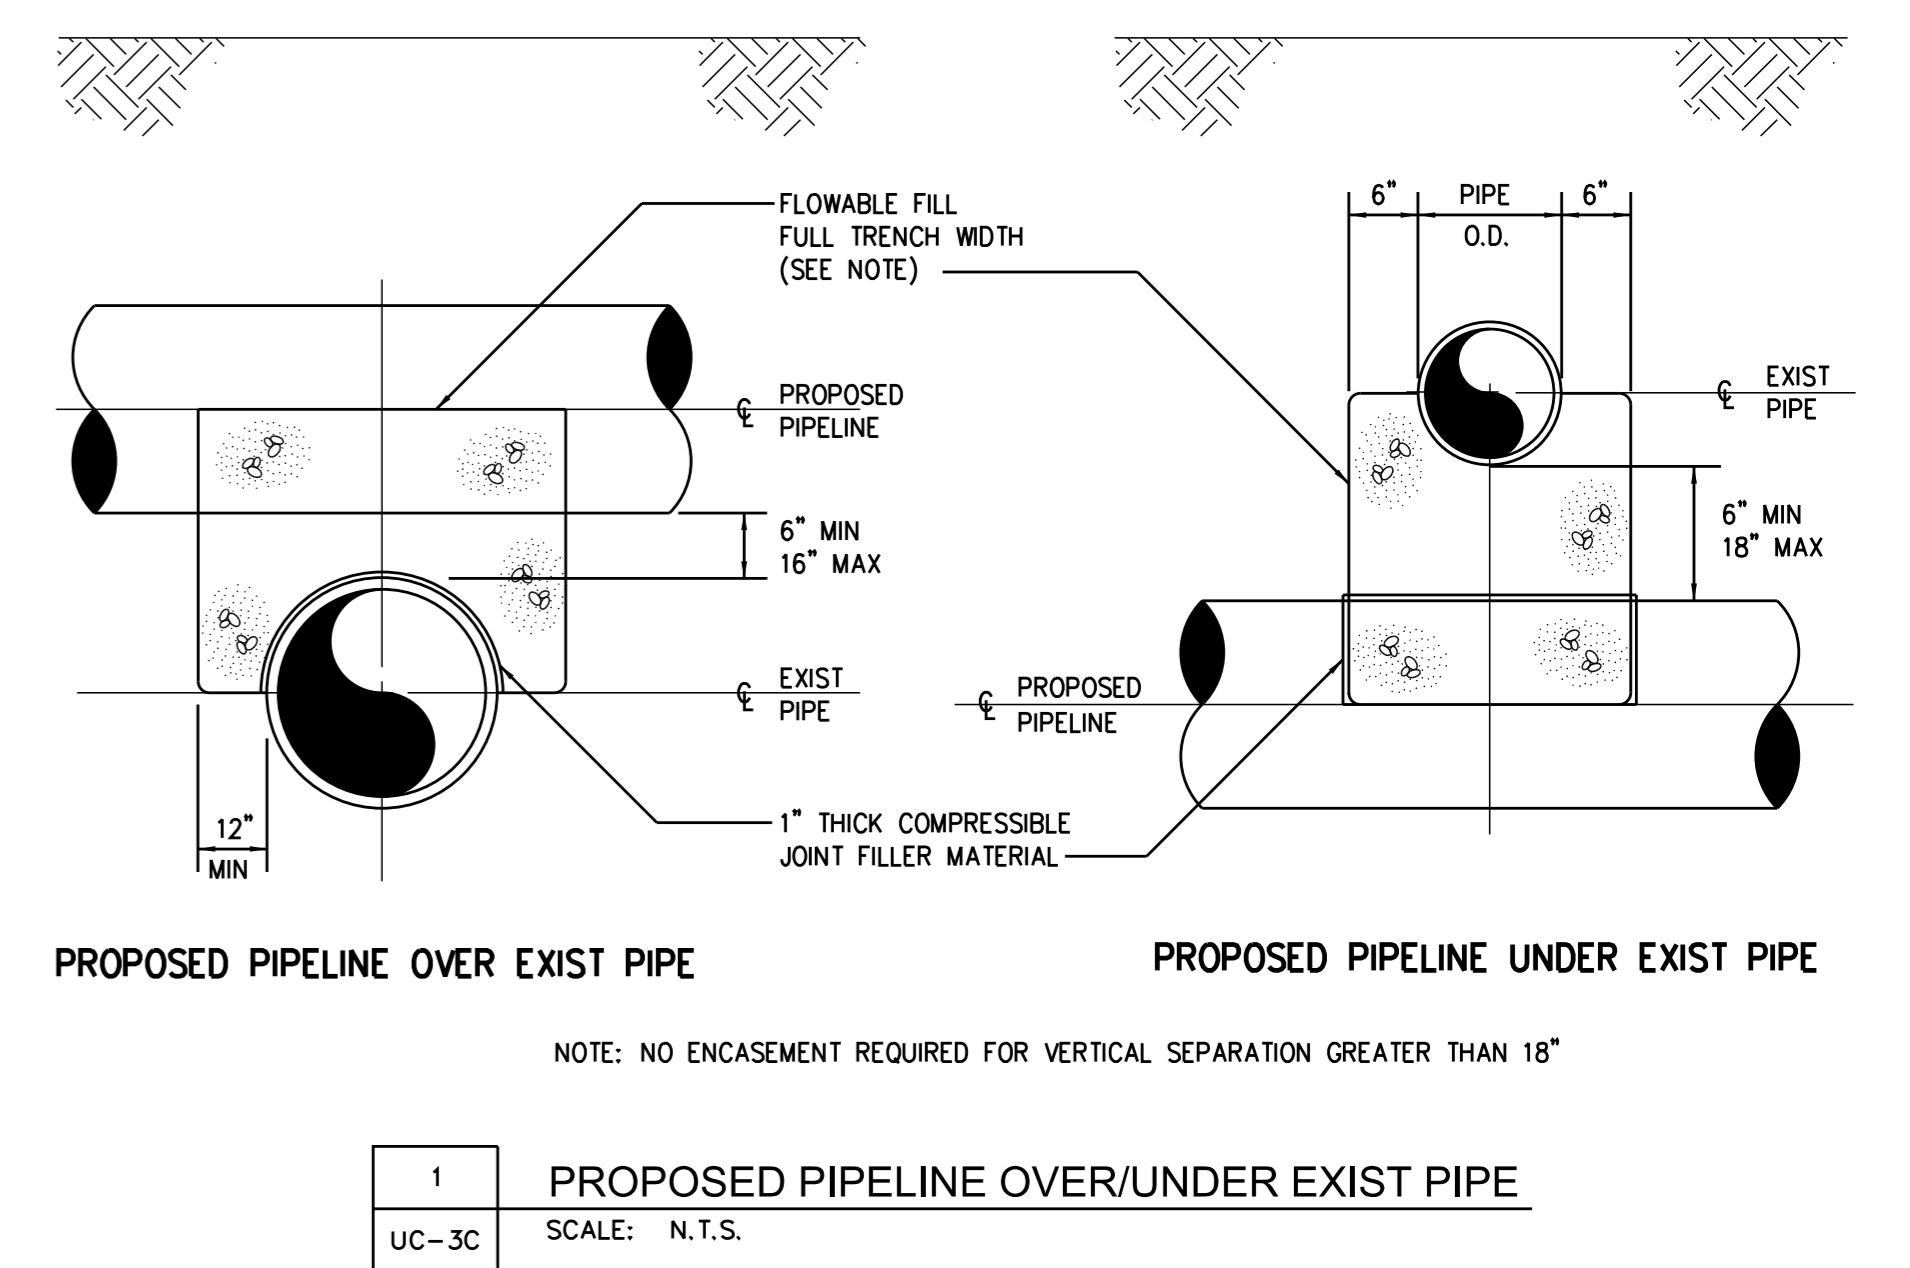 FLOWABLE FILL
FULL TRENCH WIDTH
(SEE NOTE)
℄ PROPOSED
PIPELINE
6" MIN
16" MAX
℄ EXIST
PIPE
12"
MIN
1" THICK COMPRESSIBLE
JOINT FILLER MATERIAL
6" PIPE 6"
O.D.
℄ EXIST
PIPE
6" MIN
18" MAX
℄ PROPOSED
PIPELINE
PROPOSED PIPELINE OVER EXIST PIPE
PROPOSED PIPELINE UNDER EXIST PIPE
NOTE: NO ENCASEMENT REQUIRED FOR VERTICAL SEPARATION GREATER THAN 18"
1
PROPOSED PIPELINE OVER/UNDER EXIST PIPE
UC-3C
SCALE: N.T.S.